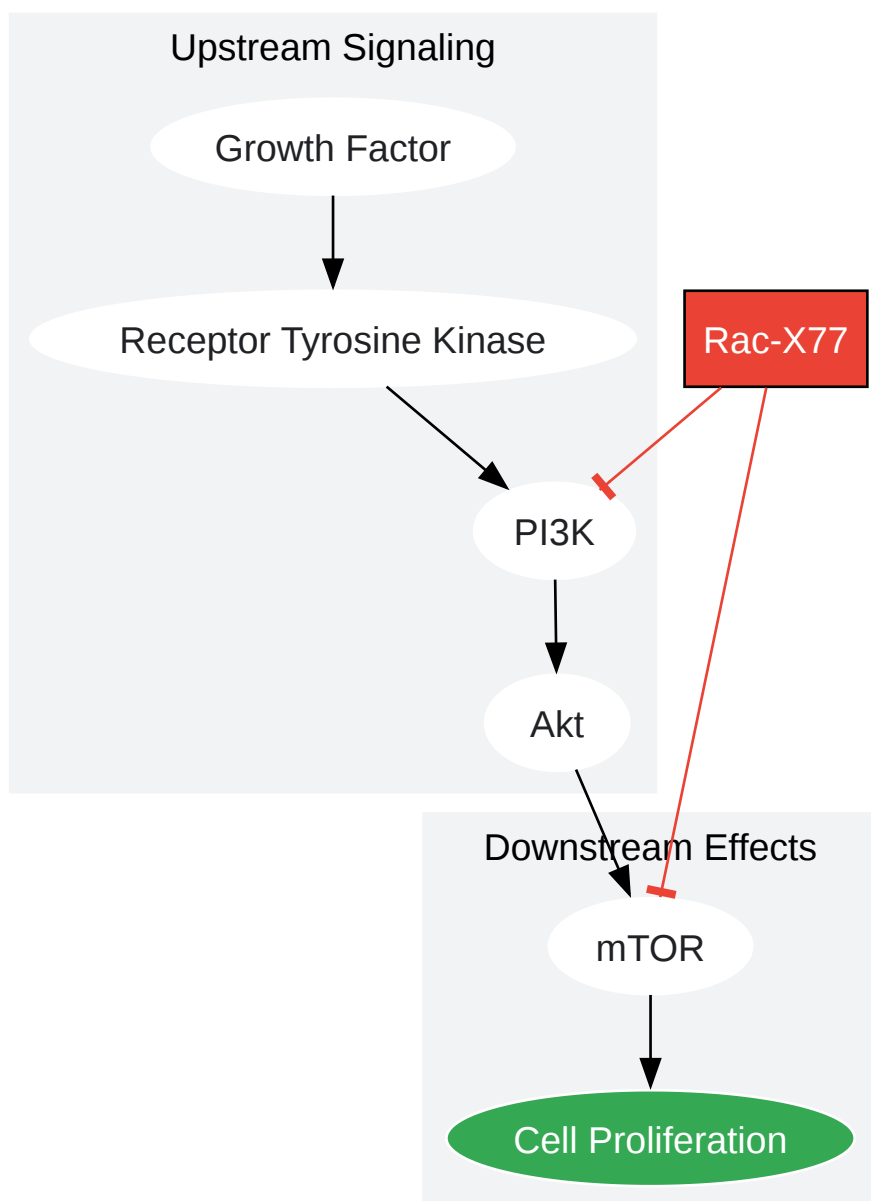 Upstream Signaling
Growth Factor
Receptor Tyrosine Kinase
Rac-X77
PI3K
Akt
Downstream Effects
mTOR
Cell Proliferation